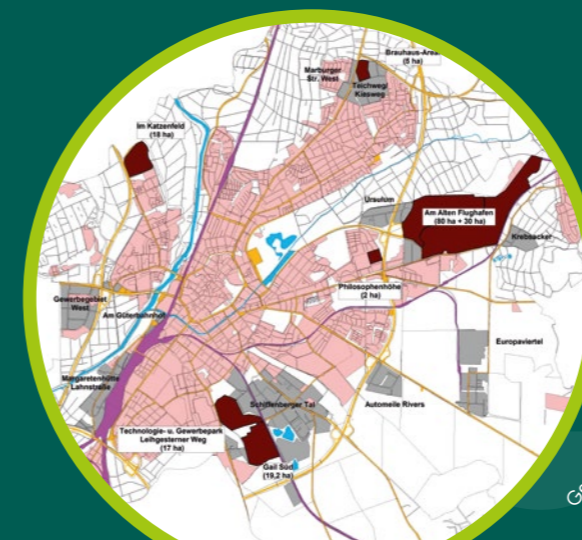 Brauhaus-Area
(5 ha)
Marburger
Str. West
Teichweg/
Kiesweg
Im Katzenfeld
(18 ha)
Ursulum
Am Alten Flughafen
(80 ha + 30 ha)
Krebsacker
Philosophenhöhe
(2 ha)
Gewerbegebiet
West
Am Güterbahnhof
Europaviertel
Margaretenhütte
Lahnstraße
Schiffenberger Tal
Automeile Rivers
Technologie- u. Gewerbepark
Leihgesterner Weg
(17 ha)
Gail Süd
(19,2 ha)